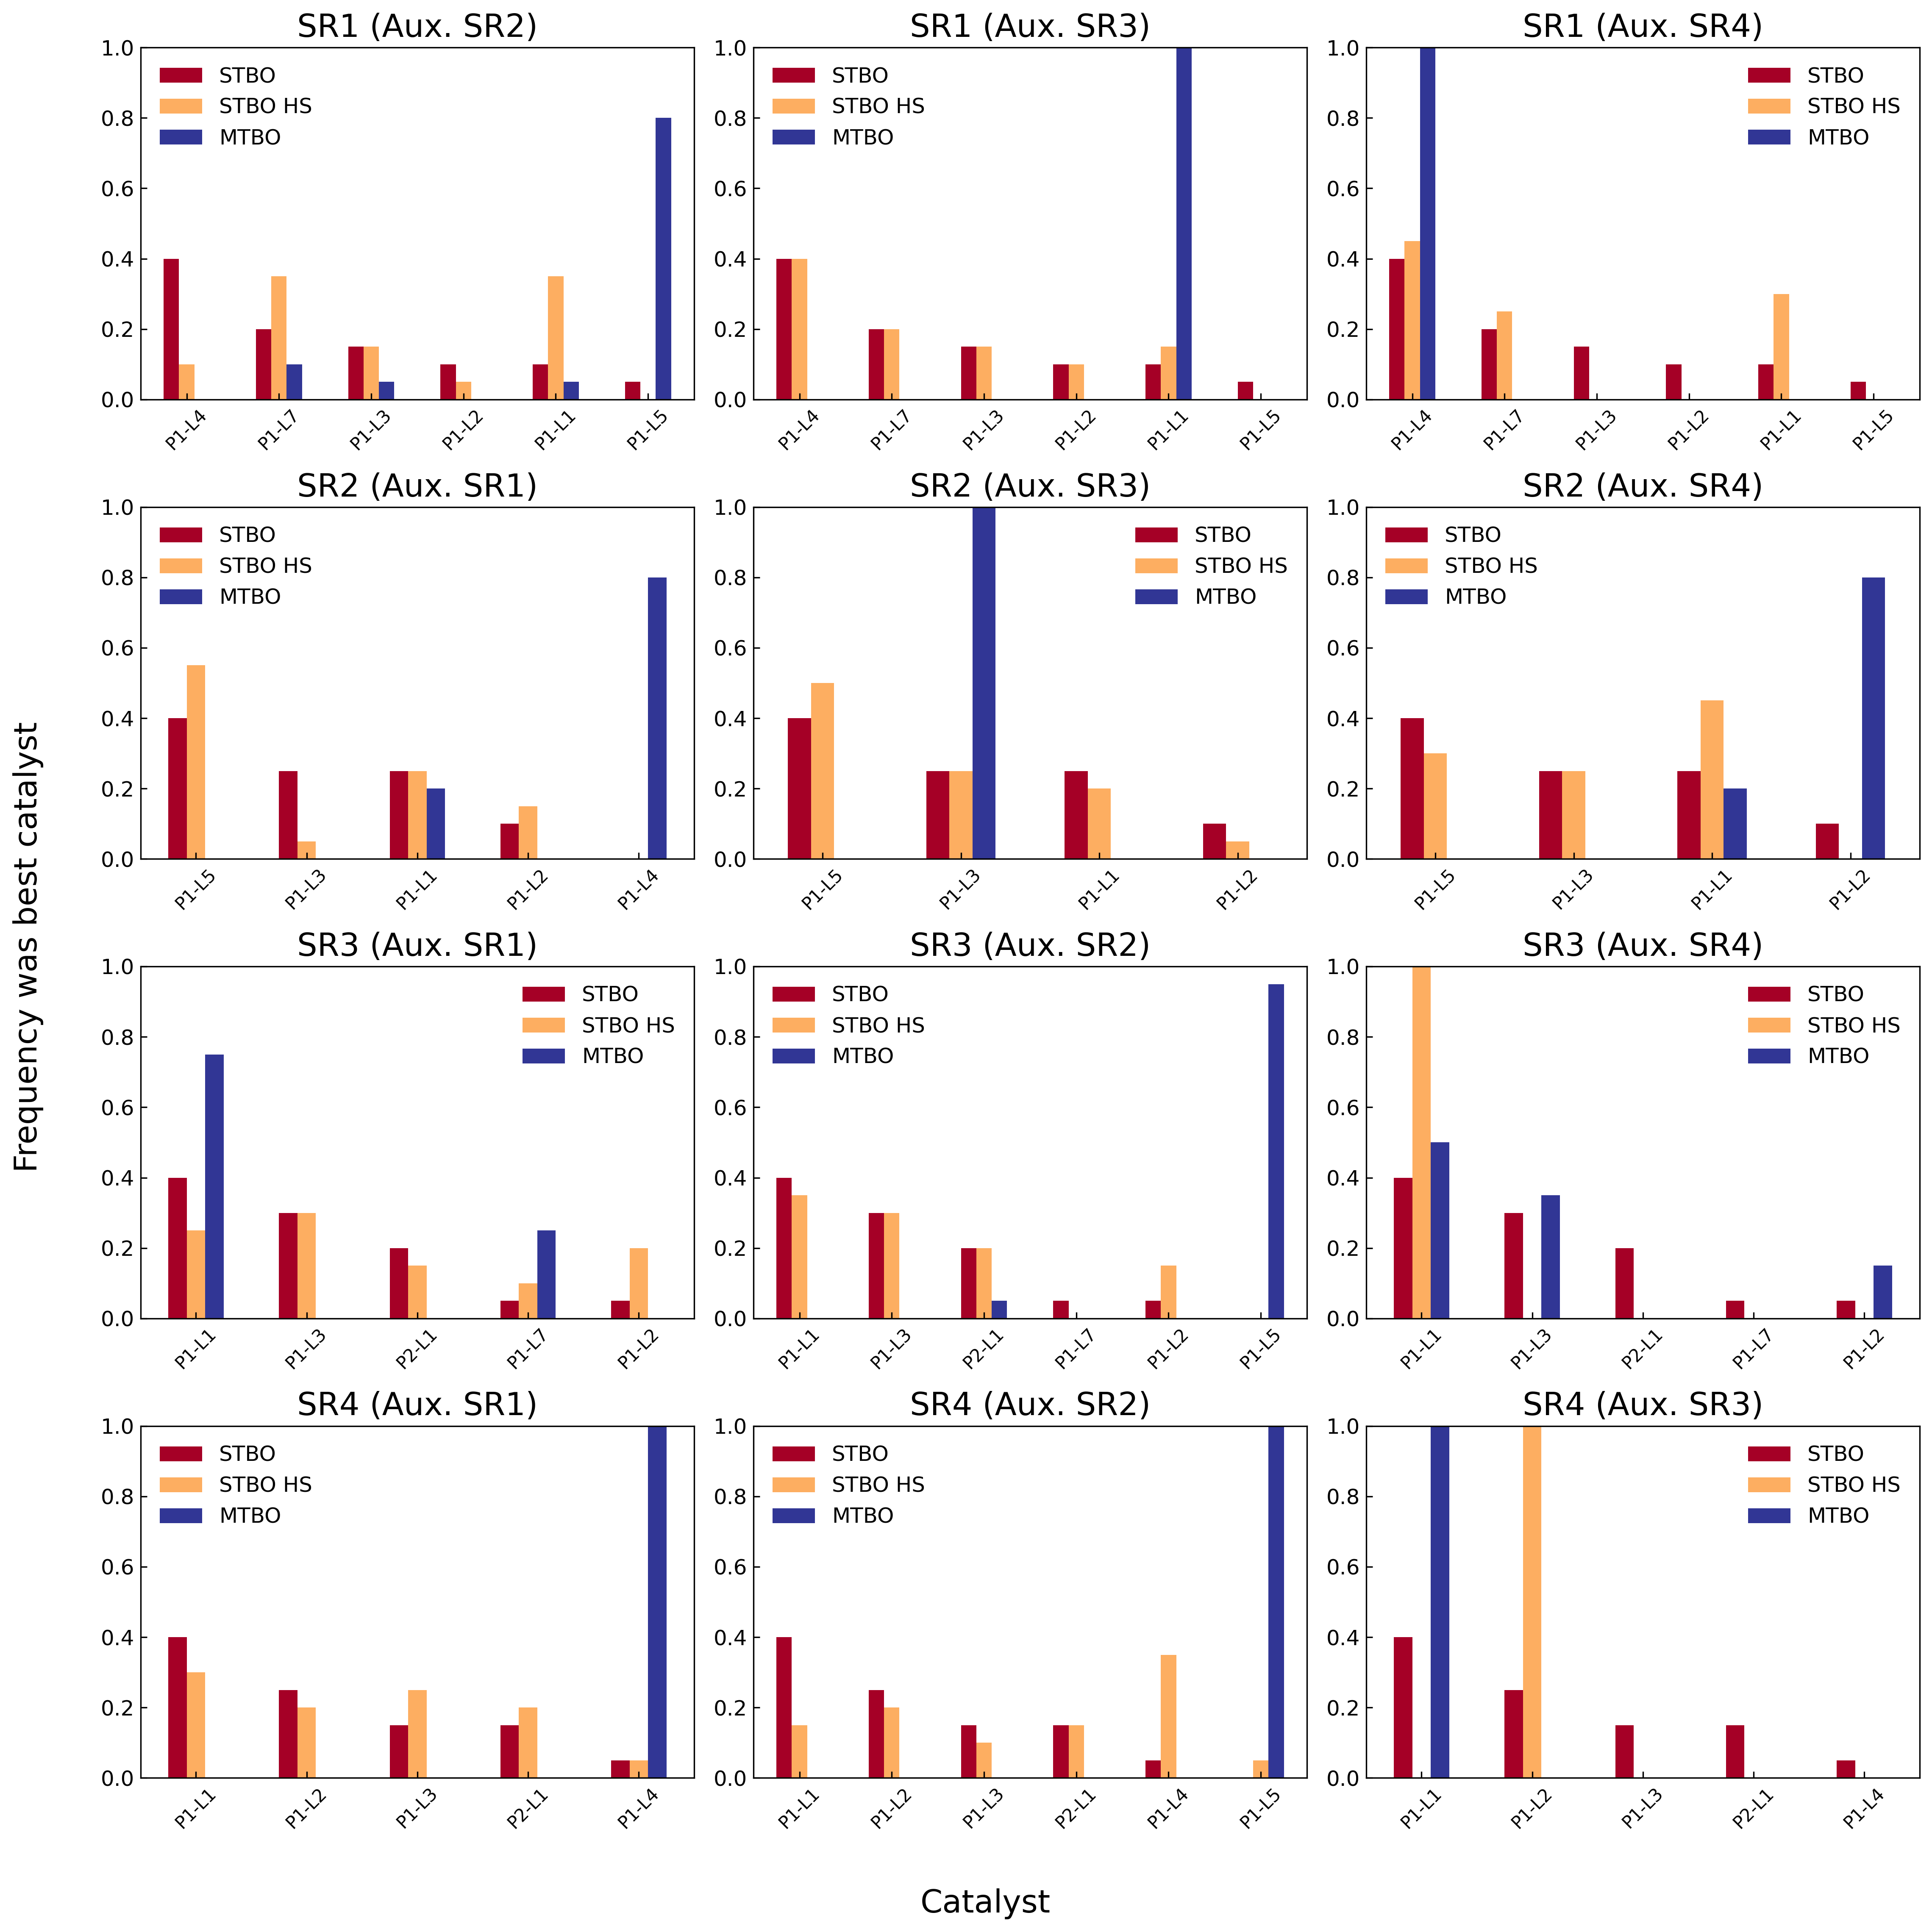 SR1 (Aux. SR2)
1.0
0.8
0.6
0.4
0.2
0.0
STBO
STBO HS
MTBO
P1-L4
P1-L7
P1-L3
P1-L2
P1-L1
P1-L5
SR1 (Aux. SR3)
1.0
0.8
0.6
0.4
0.2
0.0
STBO
STBO HS
MTBO
P1-L4
P1-L7
P1-L3
P1-L2
P1-L1
P1-L5
SR1 (Aux. SR4)
1.0
0.8
0.6
0.4
0.2
0.0
STBO
STBO HS
MTBO
P1-L4
P1-L7
P1-L3
P1-L2
P1-L1
P1-L5
SR2 (Aux. SR1)
1.0
0.8
0.6
0.4
0.2
0.0
STBO
STBO HS
MTBO
P1-L5
P1-L3
P1-L1
P1-L2
P1-L4
SR2 (Aux. SR3)
1.0
0.8
0.6
0.4
0.2
0.0
STBO
STBO HS
MTBO
P1-L5
P1-L3
P1-L1
P1-L2
SR2 (Aux. SR4)
1.0
0.8
0.6
0.4
0.2
0.0
STBO
STBO HS
MTBO
P1-L5
P1-L3
P1-L1
P1-L2
Frequency was best catalyst
SR3 (Aux. SR1)
1.0
0.8
0.6
0.4
0.2
0.0
STBO
STBO HS
MTBO
P1-L1
P1-L3
P2-L1
P1-L7
P1-L2
SR3 (Aux. SR2)
1.0
0.8
0.6
0.4
0.2
0.0
STBO
STBO HS
MTBO
P1-L1
P1-L3
P2-L1
P1-L7
P1-L2
P1-L5
SR3 (Aux. SR4)
1.0
0.8
0.6
0.4
0.2
0.0
STBO
STBO HS
MTBO
P1-L1
P1-L3
P2-L1
P1-L7
P1-L2
SR4 (Aux. SR1)
1.0
0.8
0.6
0.4
0.2
0.0
STBO
STBO HS
MTBO
P1-L1
P1-L2
P1-L3
P2-L1
P1-L4
SR4 (Aux. SR2)
1.0
0.8
0.6
0.4
0.2
0.0
STBO
STBO HS
MTBO
P1-L1
P1-L2
P1-L3
P2-L1
P1-L4
P1-L5
SR4 (Aux. SR3)
1.0
0.8
0.6
0.4
0.2
0.0
STBO
STBO HS
MTBO
P1-L1
P1-L2
P1-L3
P2-L1
P1-L4
Catalyst